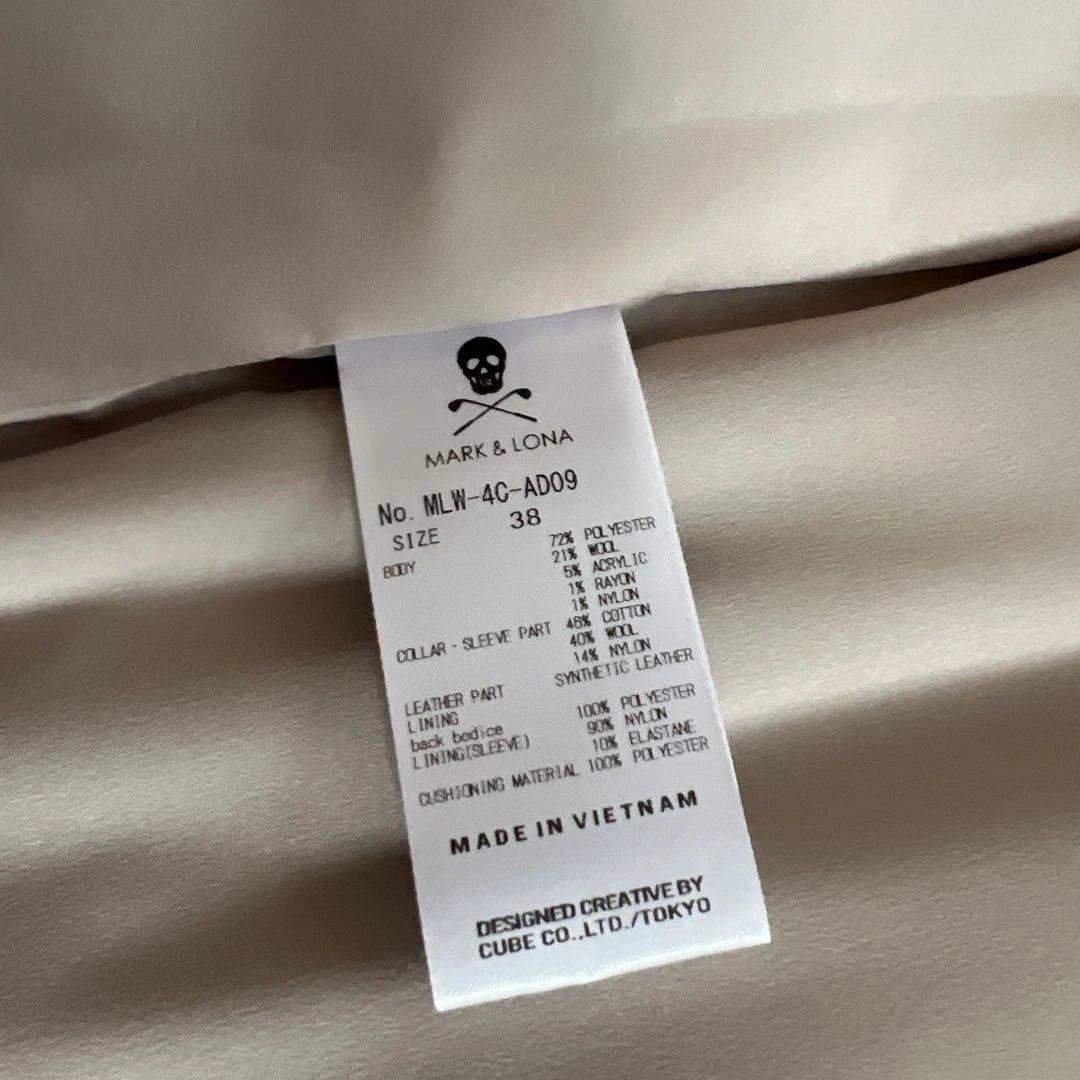 MARK & LONA
No. MLW-4C-AD09
SIZE 38
BODY 72% POLYESTER
21% WOOL
5% ACRYLIC
1% RAYON
1% NYLON
COLLAR・SLEEVE PART 46% COTTON
40% WOOL
14% NYLON
LEATHER PART SYNTHETIC LEATHER
LINING 100% POLYESTER
back bodice 90% NYLON
LINING(SLEEVE) 10% ELASTANE
CUSHIONING MATERIAL 100% POLYESTER
MADE IN VIETNAM
DESIGNED CREATIVE BY
CUBE CO.,LTD./TOKYO